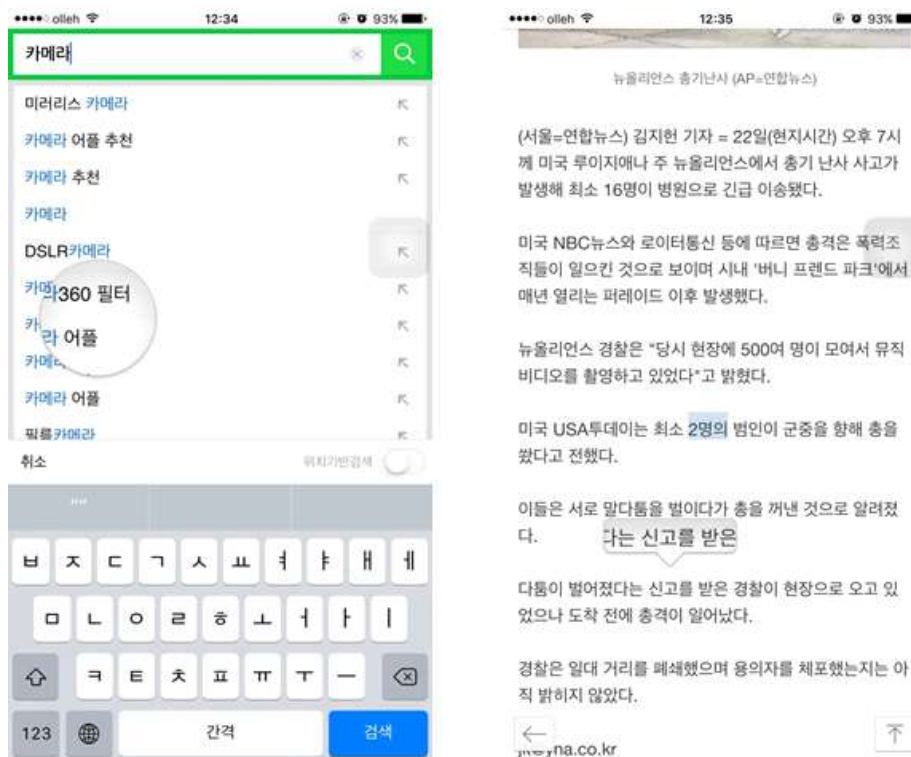 olleh 12:34 93%
카메라
미러리스 카메라
카메라 어플 추천
카메라 추천
카메라
DSLR카메라
라360 필터
라 어플
카메라 어플
필름카메라
취소 위치기반검색
ㅂ ㅈ ㄷ ㄱ ㅅ ㅛ ㅕ ㅑ ㅐ ㅔ
ㅁ ㄴ ㅇ ㄹ ㅎ ㅗ ㅓ ㅏ ㅣ
ㅋ ㅌ ㅊ ㅍ ㅠ ㅜ ㅡ
123 간격 검색
olleh 12:35 93%
뉴올리언스 총기난사 (AP=연합뉴스)
(서울=연합뉴스) 김지헌 기자 = 22일(현지시간) 오후 7시
께 미국 루이지애나 주 뉴올리언스에서 총기 난사 사고가
발생해 최소 16명이 병원으로 긴급 이송됐다.
미국 NBC뉴스와 로이터통신 등에 따르면 총격은 폭력조
직들이 일으킨 것으로 보이며 시내 '버니 프렌드 파크'에서
매년 열리는 퍼레이드 이후 발생했다.
뉴올리언스 경찰은 "당시 현장에 500여 명이 모여서 뮤직
비디오를 촬영하고 있었다"고 밝혔다.
미국 USA투데이는 최소 2명의 범인이 군중을 향해 총을
쐈다고 전했다.
이들은 서로 말다툼을 벌이다가 총을 꺼낸 것으로 알려졌
다.
다는 신고를 받은
다툼이 벌어졌다는 신고를 받은 경찰이 현장으로 오고 있
었으나 도착 전에 총격이 일어났다.
경찰은 일대 거리를 폐쇄했으며 용의자를 체포했는지는 아
직 밝히지 않았다.
jk@yna.co.kr